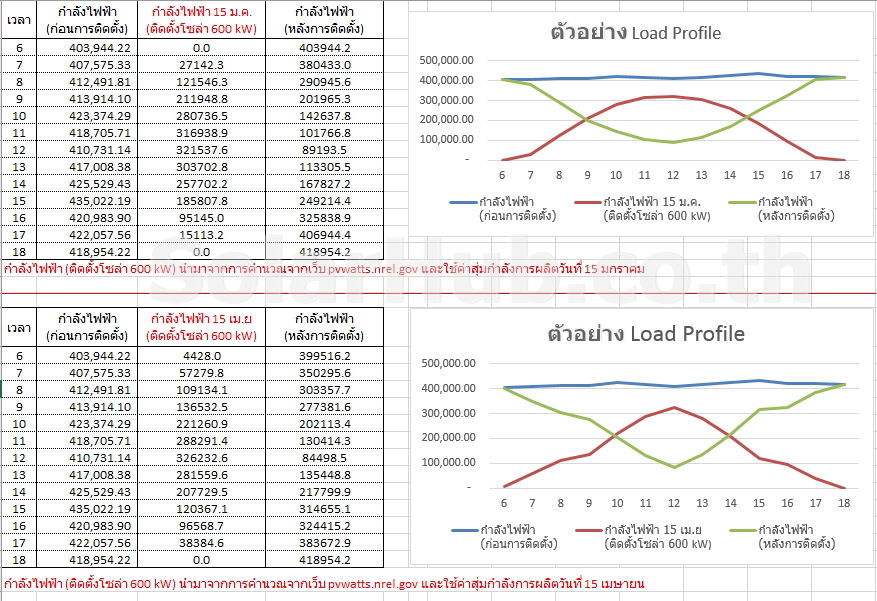 เวลา กำลังไฟฟ้า (ก่อนการติดตั้ง) กำลังไฟฟ้า 15 ม.ค. (ติดตั้งโซล่า 600 kW) กำลังไฟฟ้า (หลังการติดตั้ง)
6 403,944.22 0.0 403944.2
7 407,575.33 27142.3 380433.0
8 412,491.81 121546.3 290945.6
9 413,914.10 211948.8 201965.3
10 423,374.29 280736.5 142637.8
11 418,705.71 316938.9 101766.8
12 410,731.14 321537.6 89193.5
13 417,008.38 303702.8 113305.5
14 425,529.43 257702.2 167827.2
15 435,022.19 185807.8 249214.4
16 420,983.90 95145.0 325838.9
17 422,057.56 15113.2 406944.4
18 418,954.22 0.0 418954.2
ตัวอย่าง Load Profile
500,000.00
400,000.00
300,000.00
200,000.00
100,000.00
-
6 7 8 9 10 11 12 13 14 15 16 17 18
กำลังไฟฟ้า (ก่อนการติดตั้ง)
กำลังไฟฟ้า 15 ม.ค. (ติดตั้งโซล่า 600 kW)
กำลังไฟฟ้า (หลังการติดตั้ง)
กำลังไฟฟ้า (ติดตั้งโซล่า 600 kW) นำมาจากการคำนวณจากเว็บ pvwatts.nrel.gov และใช้ค่าสุ่มกำลังการผลิตวันที่ 15 มกราคม
SolarHub.co.th
เวลา กำลังไฟฟ้า (ก่อนการติดตั้ง) กำลังไฟฟ้า 15 เม.ย (ติดตั้งโซล่า 600 kW) กำลังไฟฟ้า (หลังการติดตั้ง)
6 403,944.22 4428.0 399516.2
7 407,575.33 57279.8 350295.6
8 412,491.81 109134.1 303357.7
9 413,914.10 136532.5 277381.6
10 423,374.29 221260.9 202113.4
11 418,705.71 288291.4 130414.3
12 410,731.14 326232.6 84498.5
13 417,008.38 281559.6 135448.8
14 425,529.43 207729.5 217799.9
15 435,022.19 120367.1 314655.1
16 420,983.90 96568.7 324415.2
17 422,057.56 38384.6 383672.9
18 418,954.22 0.0 418954.2
ตัวอย่าง Load Profile
500,000.00
400,000.00
300,000.00
200,000.00
100,000.00
-
6 7 8 9 10 11 12 13 14 15 16 17 18
กำลังไฟฟ้า (ก่อนการติดตั้ง)
กำลังไฟฟ้า 15 เม.ย (ติดตั้งโซล่า 600 kW)
กำลังไฟฟ้า (หลังการติดตั้ง)
กำลังไฟฟ้า (ติดตั้งโซล่า 600 kW) นำมาจากการคำนวณจากเว็บ pvwatts.nrel.gov และใช้ค่าสุ่มกำลังการผลิตวันที่ 15 เมษายน